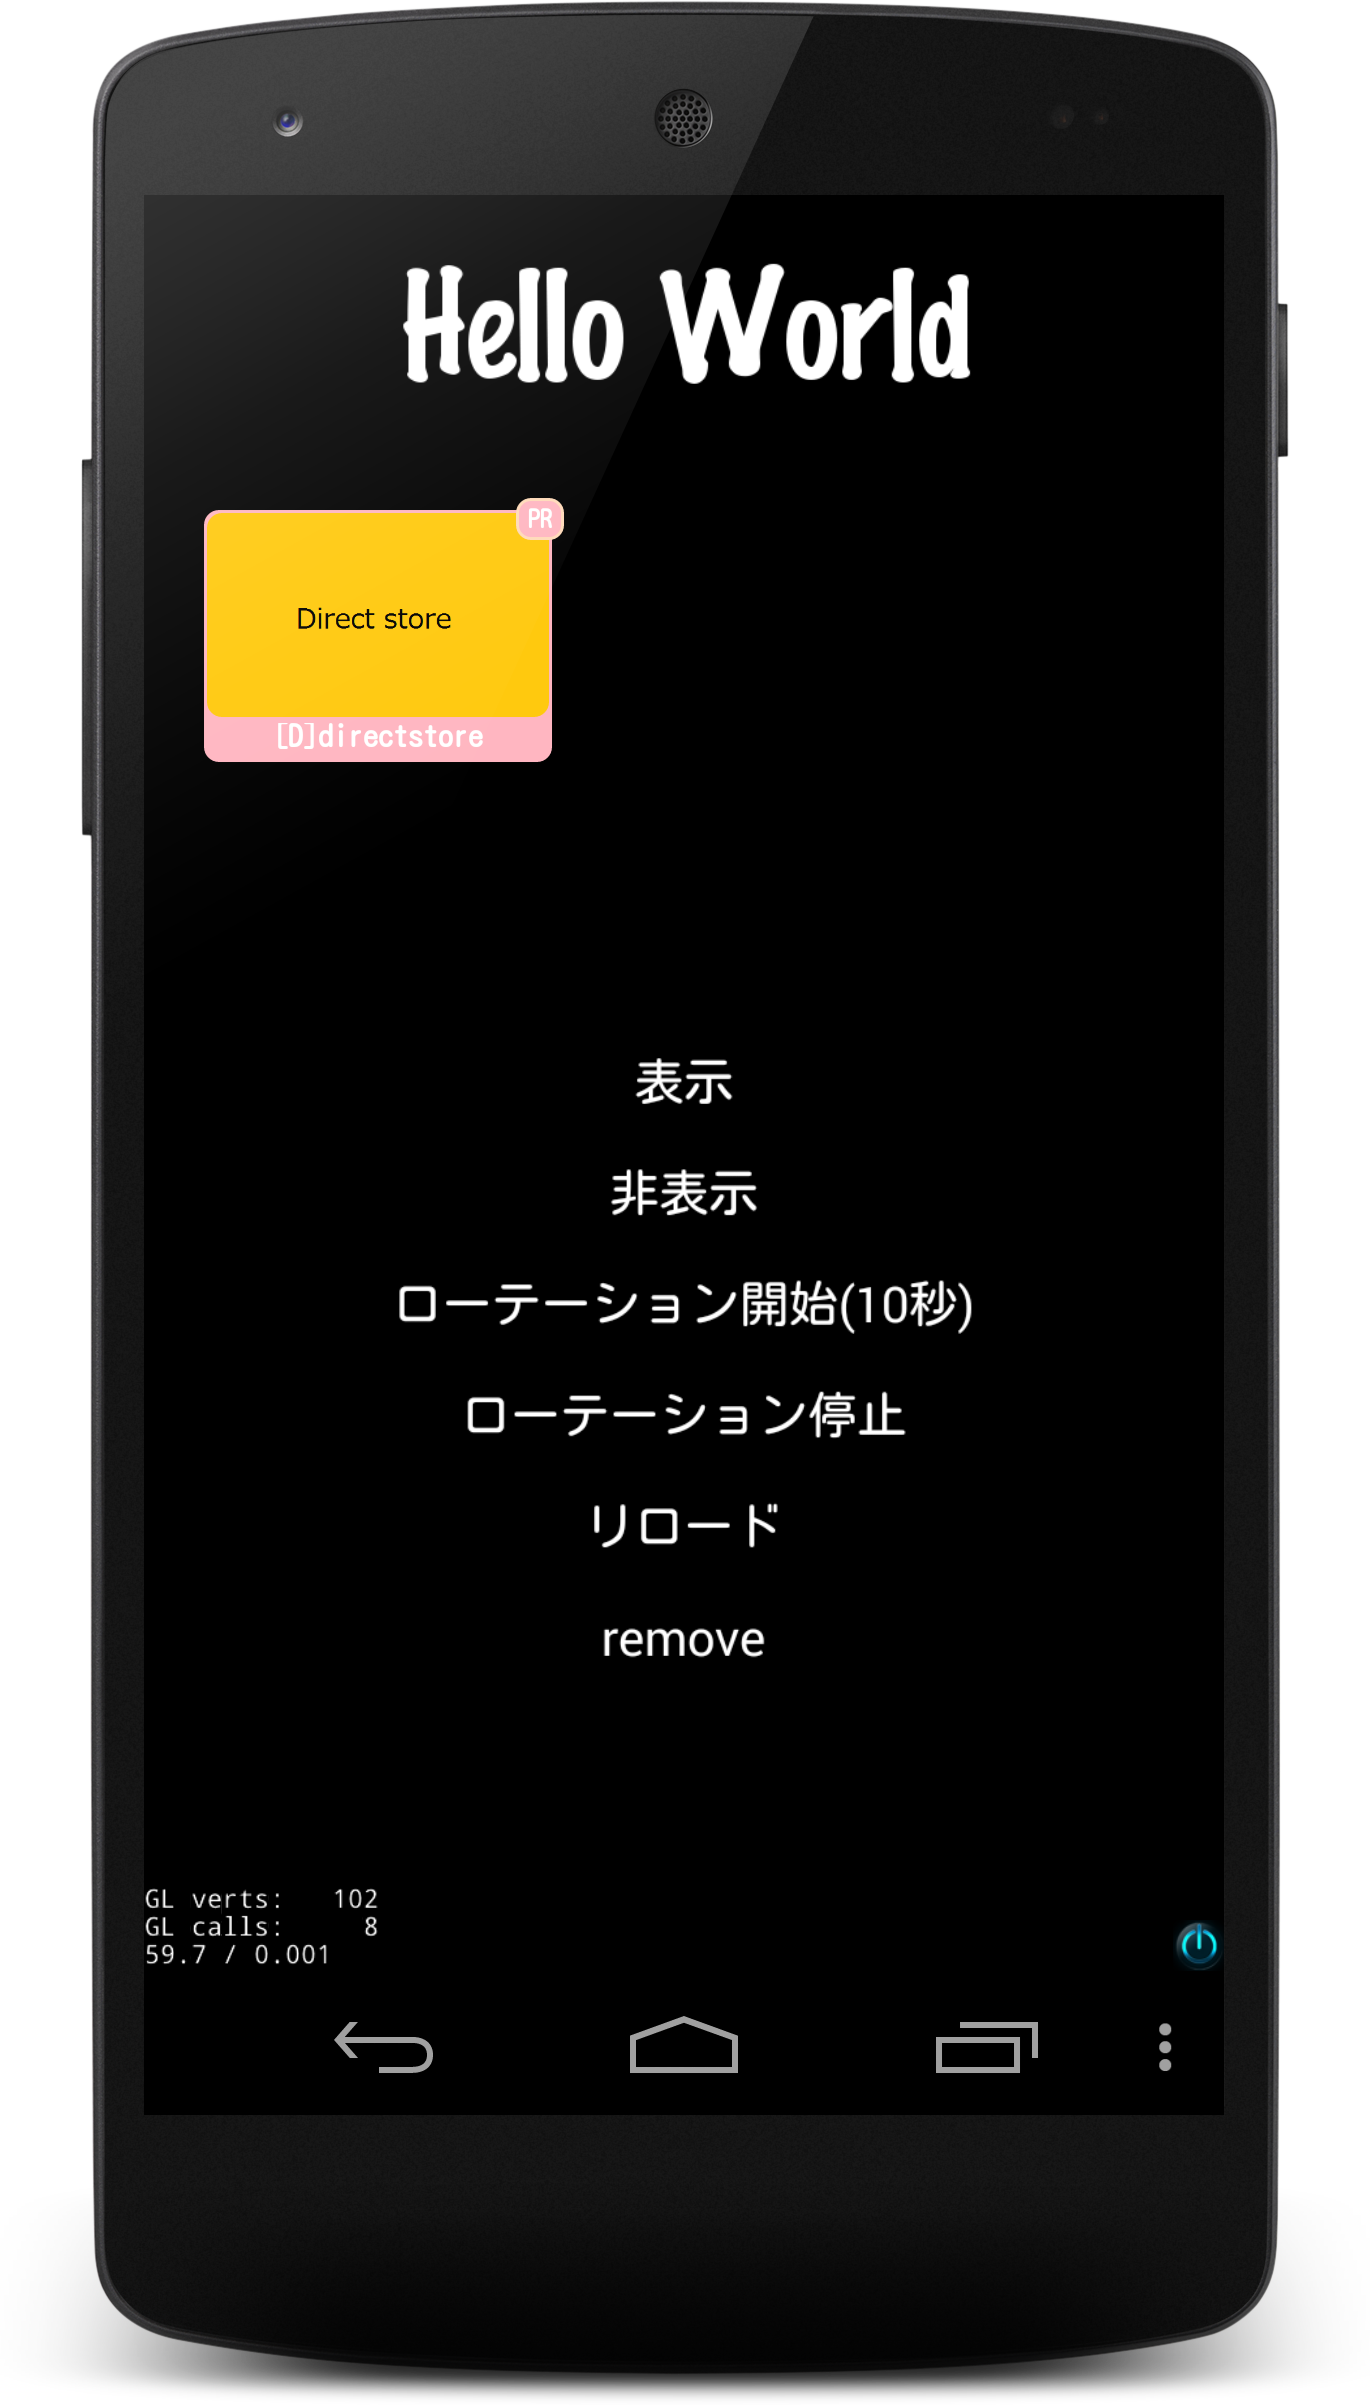 Hello World
PR
Direct store
[D]directstore
表示
非表示
ローテーション開始(10秒)
ローテーション停止
リロード
remove
GL verts: 102
GL calls: 8
59.7 / 0.001